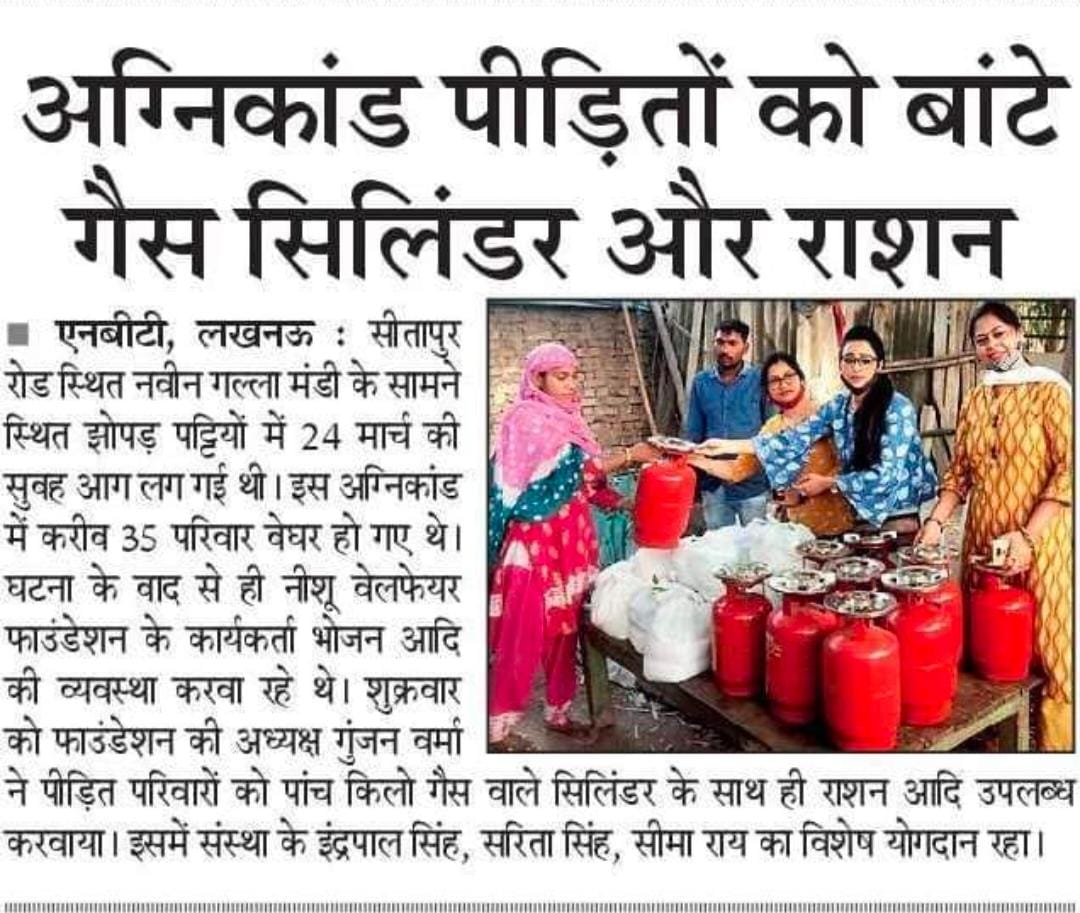 अग्निकांड पीड़ितों को बांटे
गैस सिलिंडर और राशन
■ एनबीटी, लखनऊ : सीतापुर
रोड स्थित नवीन गल्ला मंडी के सामने
स्थित झोपड़ पट्टियों में 24 मार्च की
सुबह आग लग गई थी। इस अग्निकांड
में करीब 35 परिवार बेघर हो गए थे।
घटना के बाद से ही नीशू वेलफेयर
फाउंडेशन के कार्यकर्ता भोजन आदि
की व्यवस्था करवा रहे थे। शुक्रवार
को फाउंडेशन की अध्यक्ष गुंजन वर्मा
ने पीड़ित परिवारों को पांच किलो गैस वाले सिलिंडर के साथ ही राशन आदि उपलब्ध
करवाया। इसमें संस्था के इंद्रपाल सिंह, सरिता सिंह, सीमा राय का विशेष योगदान रहा।